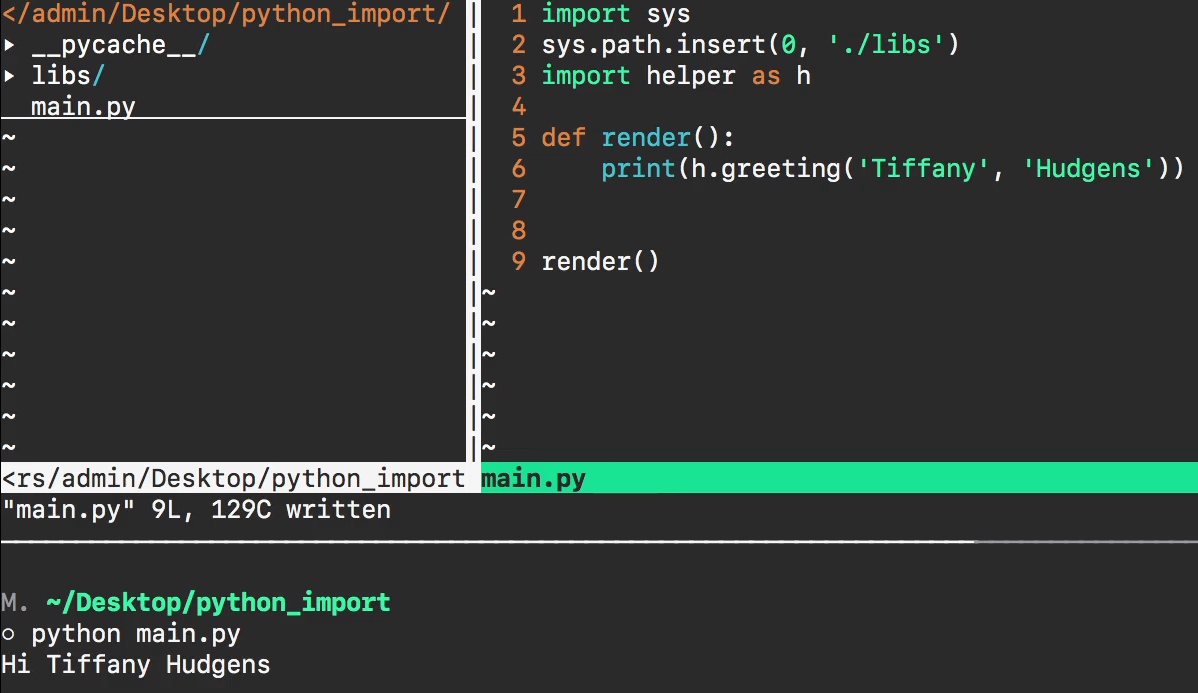 </admin/Desktop/python_import/
▸ __pycache__/
▸ libs/
main.py
~
~
~
~
~
~
~
~
~
~
~
<rs/admin/Desktop/python_import
1 import sys
2 sys.path.insert(0, './libs')
3 import helper as h
4
5 def render():
6     print(h.greeting('Tiffany', 'Hudgens'))
7
8
9 render()
~
~
~
~
~
~
main.py
"main.py" 9L, 129C written
M. ~/Desktop/python_import
○ python main.py
Hi Tiffany Hudgens